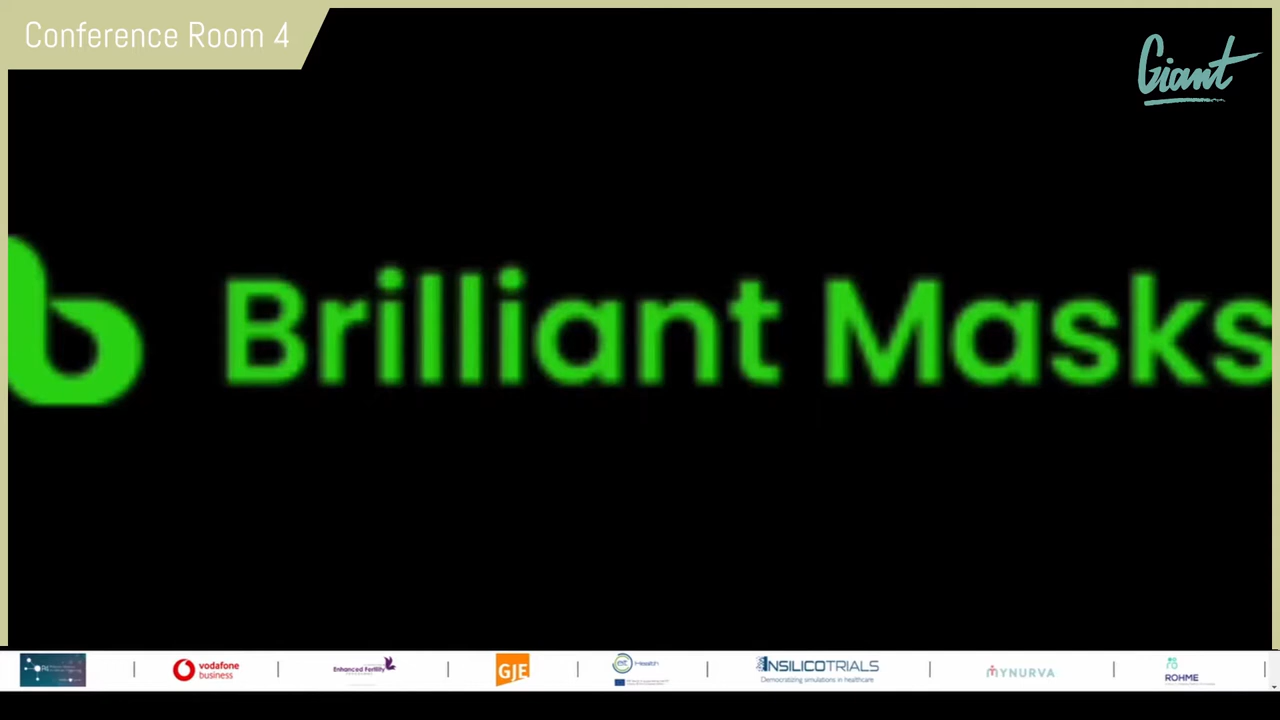 Conference Room 4
Giant
Brilliant Masks
vodafone
business
Enhanced Fertility
GJE
eit Health
INSILICOTRIALS
Democratizing simulations in healthcare
MYNURVA
ROHME